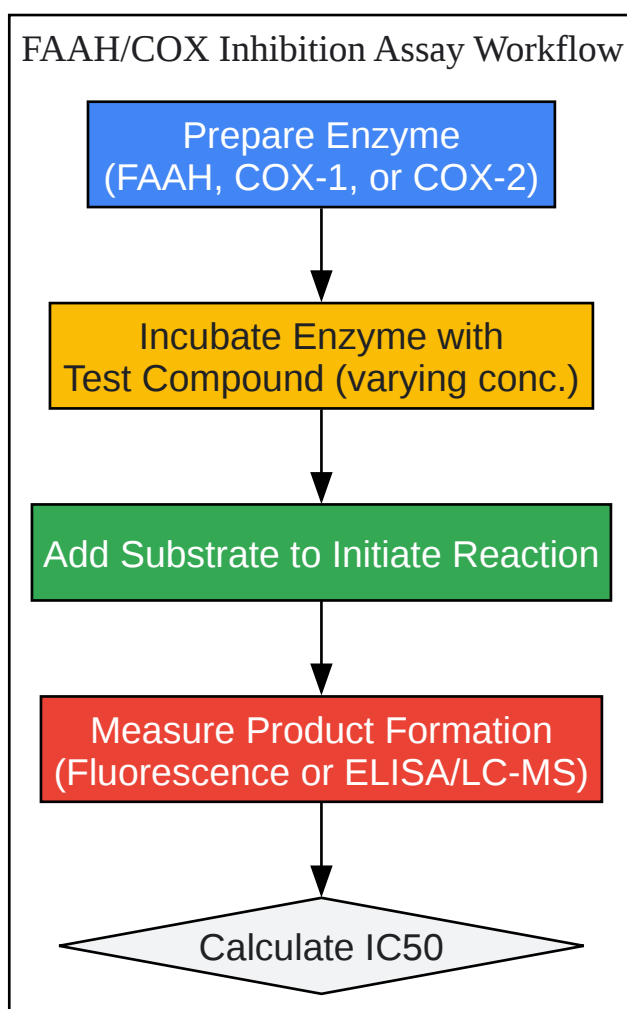 FAAH/COX Inhibition Assay Workflow
Prepare Enzyme
(FAAH, COX-1, or COX-2)
Incubate Enzyme with
Test Compound (varying conc.)
Add Substrate to Initiate Reaction
Measure Product Formation
(Fluorescence or ELISA/LC-MS)
Calculate IC50